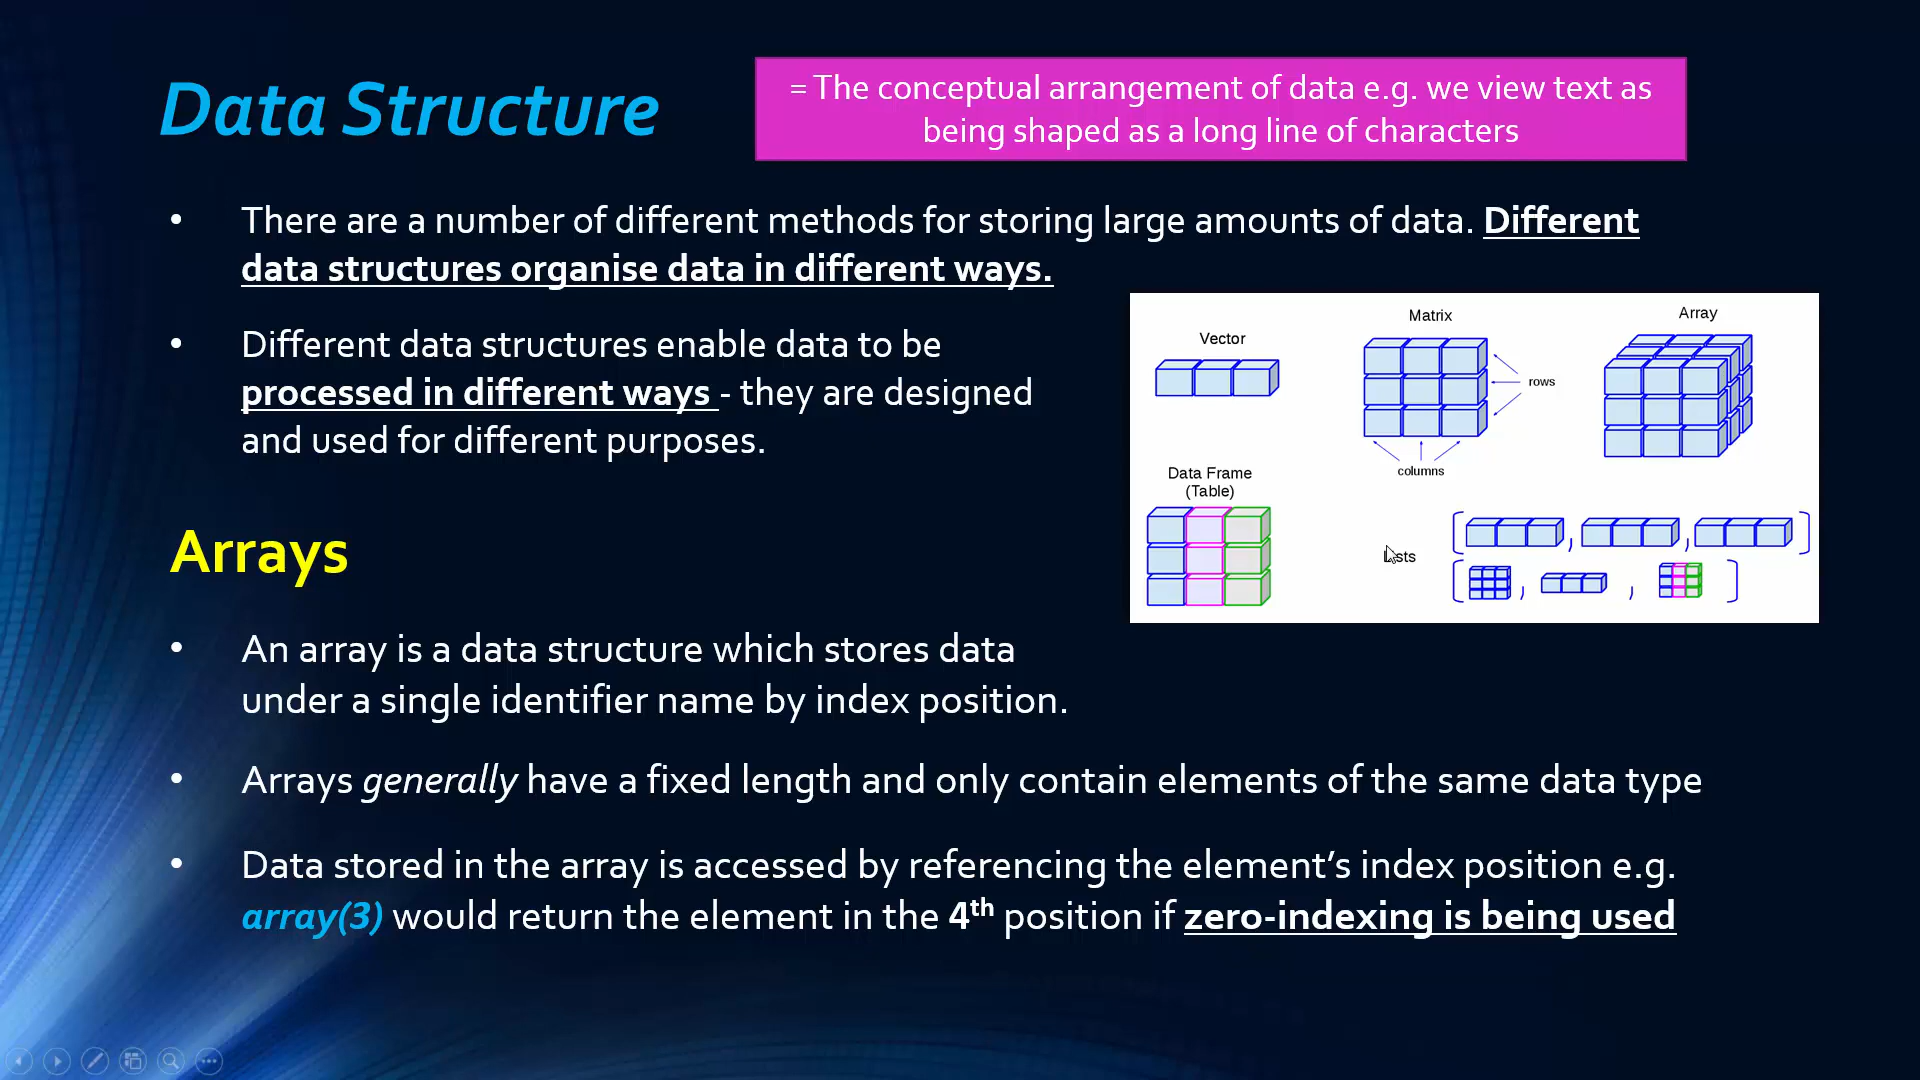 Data Structure
= The conceptual arrangement of data e.g. we view text as
being shaped as a long line of characters
• There are a number of different methods for storing large amounts of data. Different
data structures organise data in different ways.
• Different data structures enable data to be
processed in different ways - they are designed
and used for different purposes.
Vector
Matrix
Array
rows
columns
Data Frame
(Table)
Arrays
• An array is a data structure which stores data
under a single identifier name by index position.
• Arrays generally have a fixed length and only contain elements of the same data type
• Data stored in the array is accessed by referencing the element’s index position e.g.
array(3) would return the element in the 4th position if zero-indexing is being used